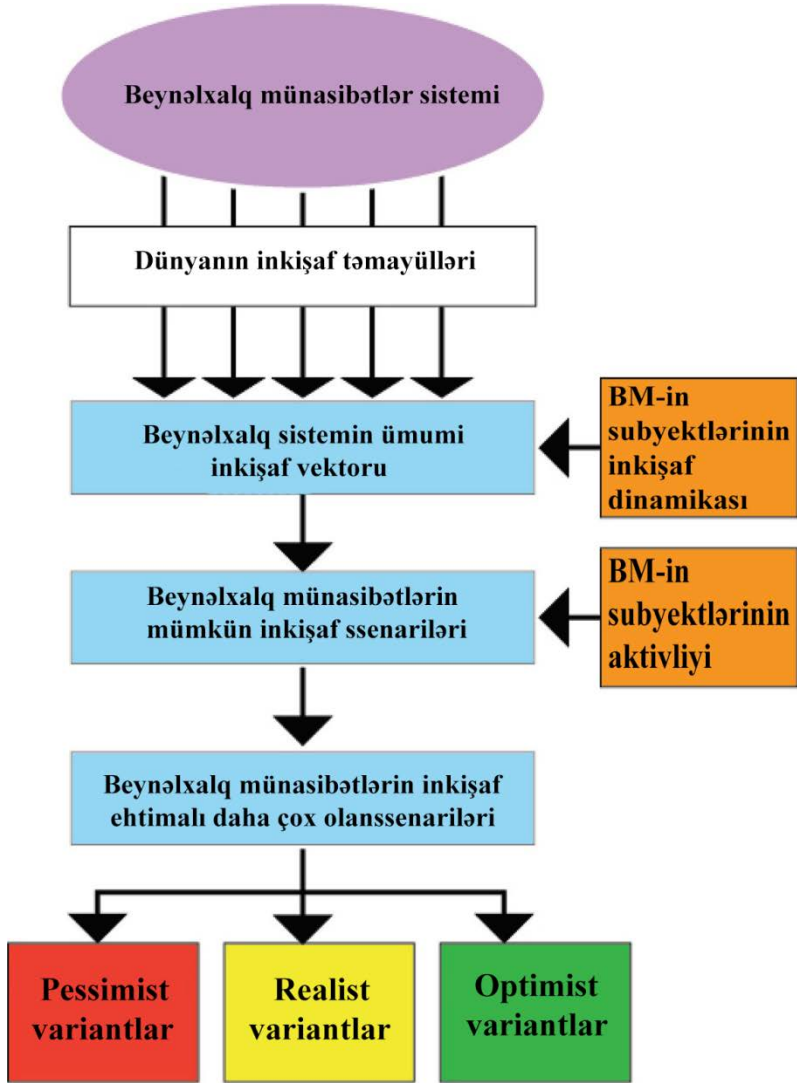 Beynəlxalq münasibətlər sistemi
Dünyanın inkişaf təmayülləri
Beynəlxalq sistemin ümumi
inkişaf vektoru
BM-in
subyektlərinin
inkişaf
dinamikası
Beynəlxalq münasibətlərin
mümkün inkişaf ssenariləri
BM-in
subyektlərinin
aktivliyi
Beynəlxalq münasibətlərin inkişaf
ehtimalı daha çox olanssenariləri
Pessimist
variantlar
Realist
variantlar
Optimist
variantlar